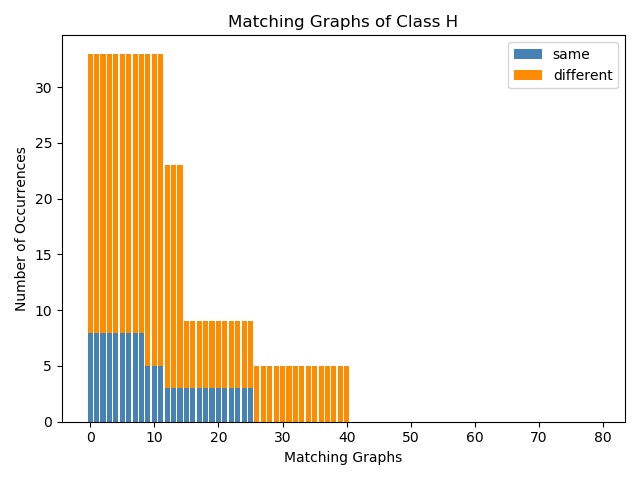 Matching Graphs of Class H
same
different
Number of Occurrences
30
25
20
15
10
5
0
0 10 20 30 40 50 60 70 80
Matching Graphs